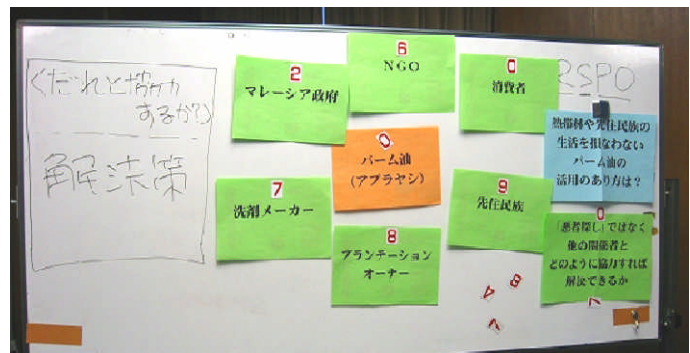 くだれと協力
するか？＞
解決策
2
マレーシア政府
6
NGO
0
消費者
RSPO
0
パーム油
(アブラヤシ)
熱帯林や先住民族の
生活を損なわない
パーム油の
活用のあり方は？
7
洗剤メーカー
8
プランテーション
オーナー
9
先住民族
0
「悪者探し」ではなく
他の関係者と
どのように協力すれば
解決できるか